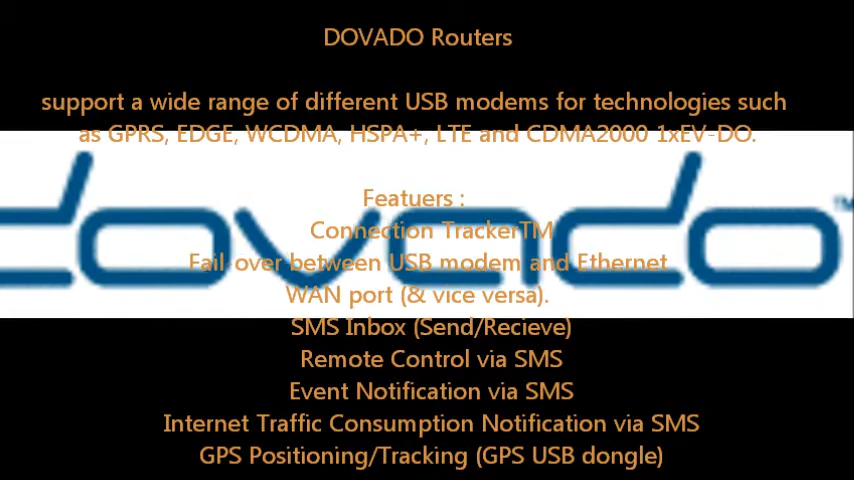 DOVADO Routers
support a wide range of different USB modems for technologies such
as GPRS, EDGE, WCDMA, HSPA+, LTE and CDMA2000 1xEV-DO.
Featuers :
Connection TrackerTM
Fail-over between USB modem and Ethernet
WAN port (& vice versa).
dovado™
SMS Inbox (Send/Recieve)
Remote Control via SMS
Event Notification via SMS
Internet Traffic Consumption Notification via SMS
GPS Positioning/Tracking (GPS USB dongle)